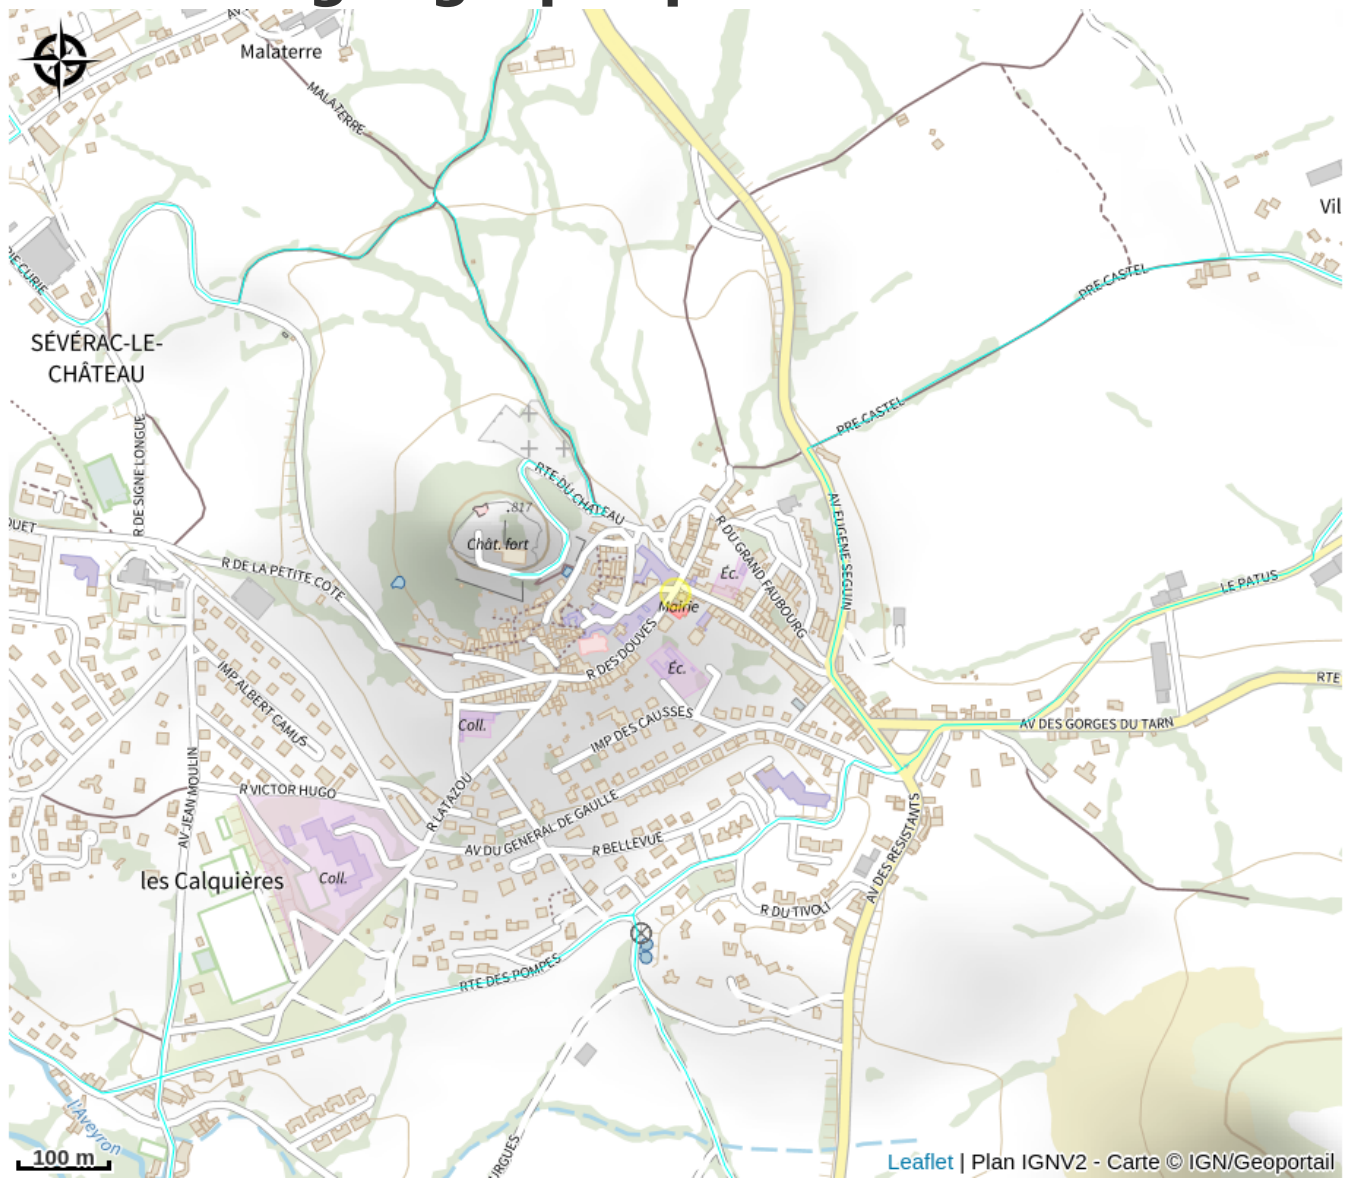 Malaterre
MALATERRE
Vil
RIE CURIE
PRE CASTEL
SÉVÉRAC-LE-
CHÂTEAU
PRE CASTEL
R DE SIGNE LONGUE
RTE DU CHATEAU
.817
Chât. fort
AV EUGENE SEGUIN
R DU GRAND FAUBOURG
R DE LA PETITE COTE
Éc.
LE PATUS
Mairie
R DES DOUVES
Éc.
RTE
IMP ALBERT CAMUS
IMP DES CAUSSES
Coll.
AV DES GORGES DU TARN
AV JEAN MOULIN
R VICTOR HUGO
R LATAZOU
AV DU GENERAL DE GAULLE
R BELLEVUE
AV DES RESISTANTS
les Calquières
Coll.
R DU TIVOLI
RTE DES POMPES
l'Aveyron
URGUES
100 m
Leaflet | Plan IGNV2 - Carte © IGN/Geoportail